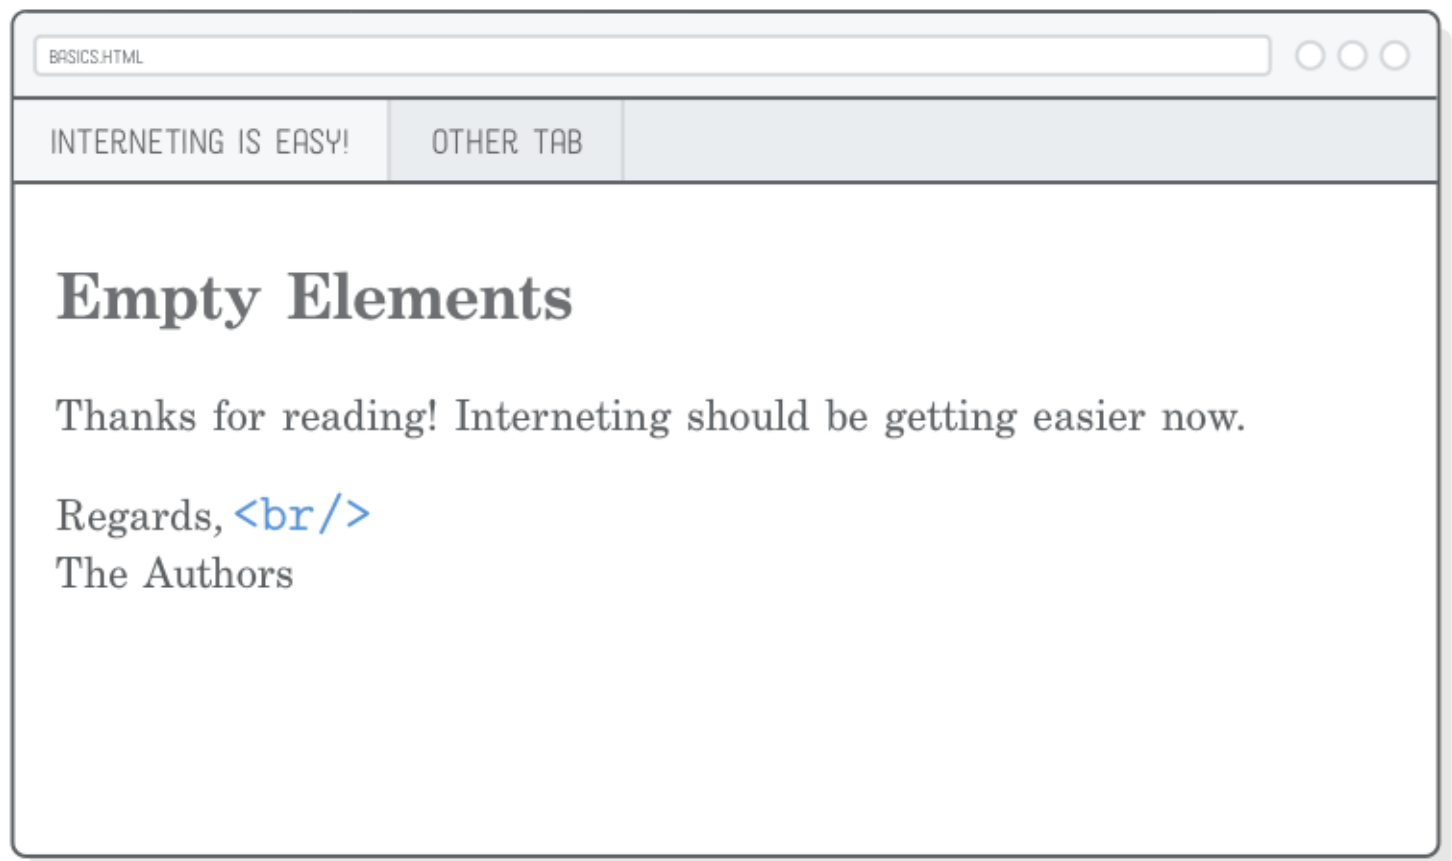 BASICS.HTML
INTERNETING IS EASY!
OTHER TAB
Empty Elements
Thanks for reading! Interneting should be getting easier now.
Regards, <br/>
The Authors